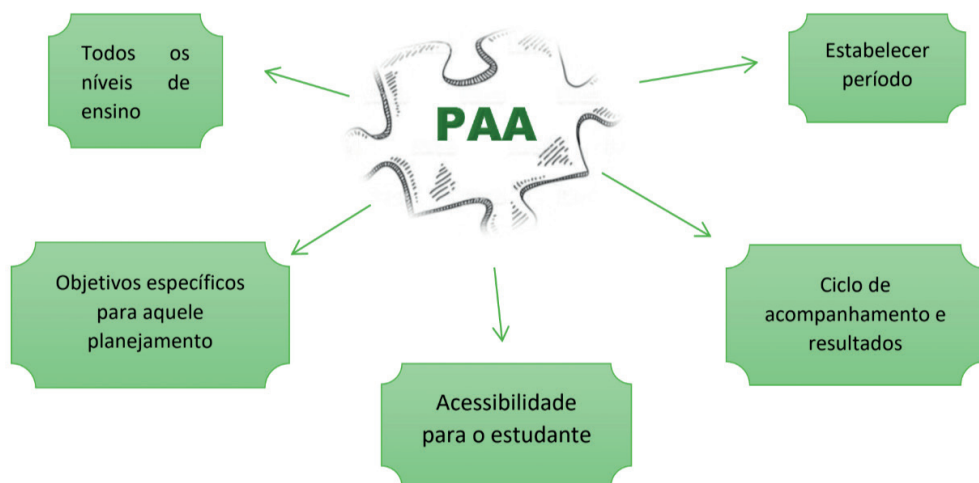 Todos os
níveis de
ensino
PAA
Estabelecer
período
Objetivos específicos
para aquele
planejamento
Ciclo de
acompanhamento e
resultados
Acessibilidade
para o estudante